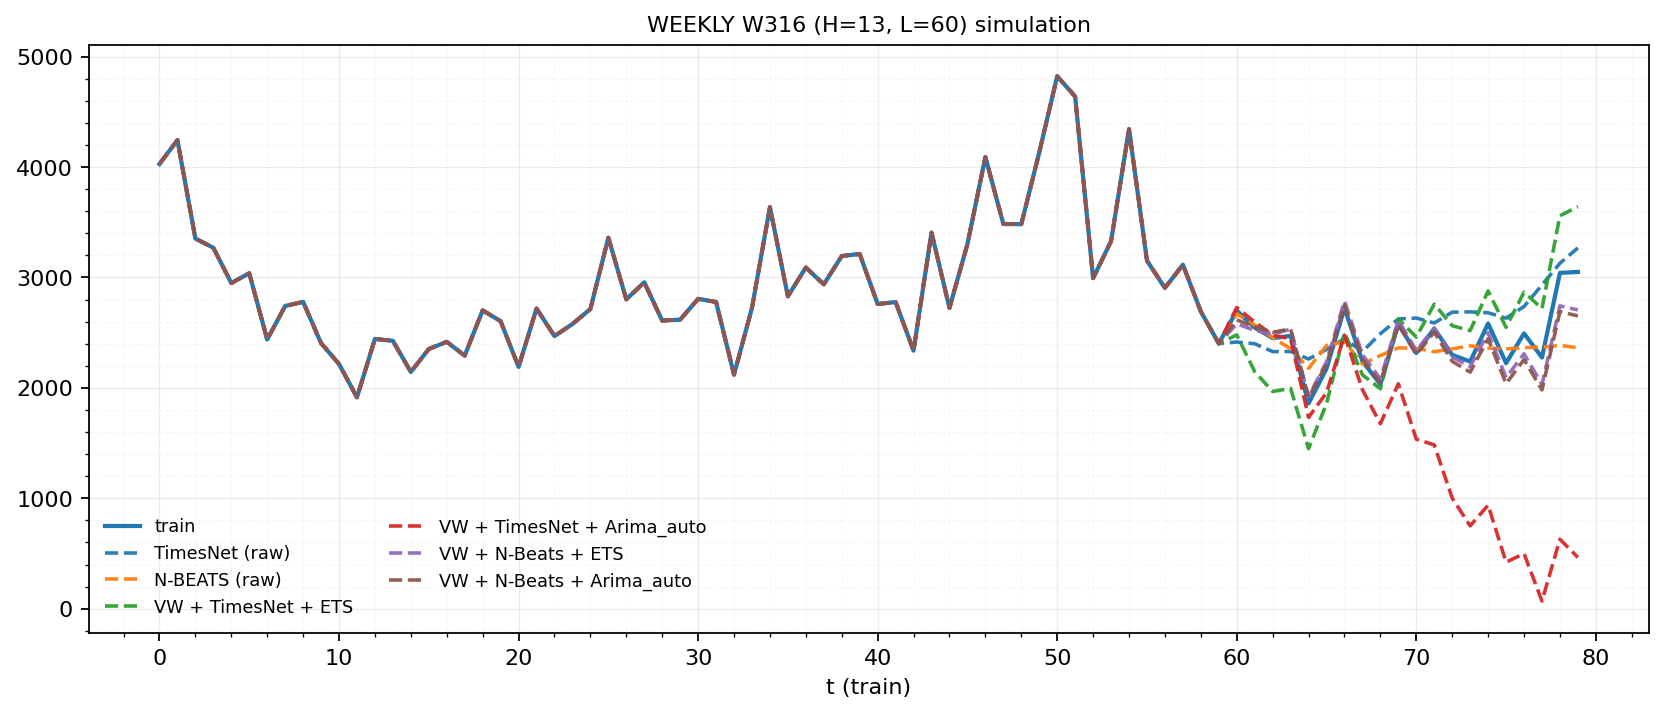 WEEKLY W316 (H=13, L=60) simulation
5000
4000
3000
2000
1000
0
train
TimesNet (raw)
N-BEATS (raw)
VW + TimesNet + ETS
VW + TimesNet + Arima_auto
VW + N-Beats + ETS
VW + N-Beats + Arima_auto
0 10 20 30 40 50 60 70 80
t (train)